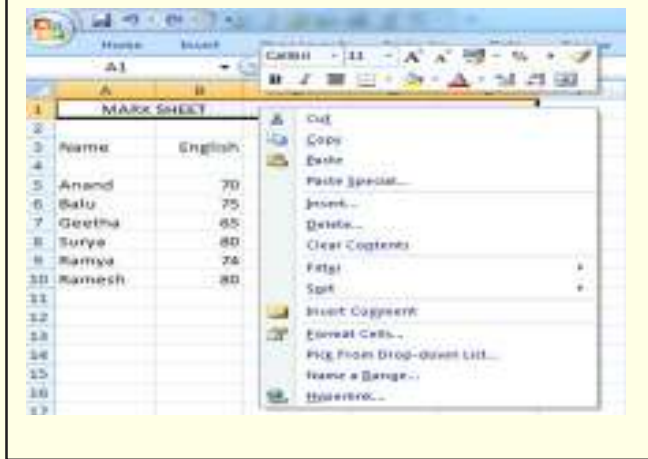 Home Insert
Calibri 11 A A %
A1
B I A
A B
1 MARK SHEET
2
3 Name English
4
5 Anand 70
6 Balu 75
7 Geetha 65
8 Surya 80
9 Ramya 74
10 Ramesh 80
11
12
13
14
15
16
17
Cut
Copy
Paste
Paste Special...
Insert...
Delete...
Clear Contents
Filter
Sort
Insert Comment
Format Cells...
Pick From Drop-down List...
Name a Range...
Hyperlink...